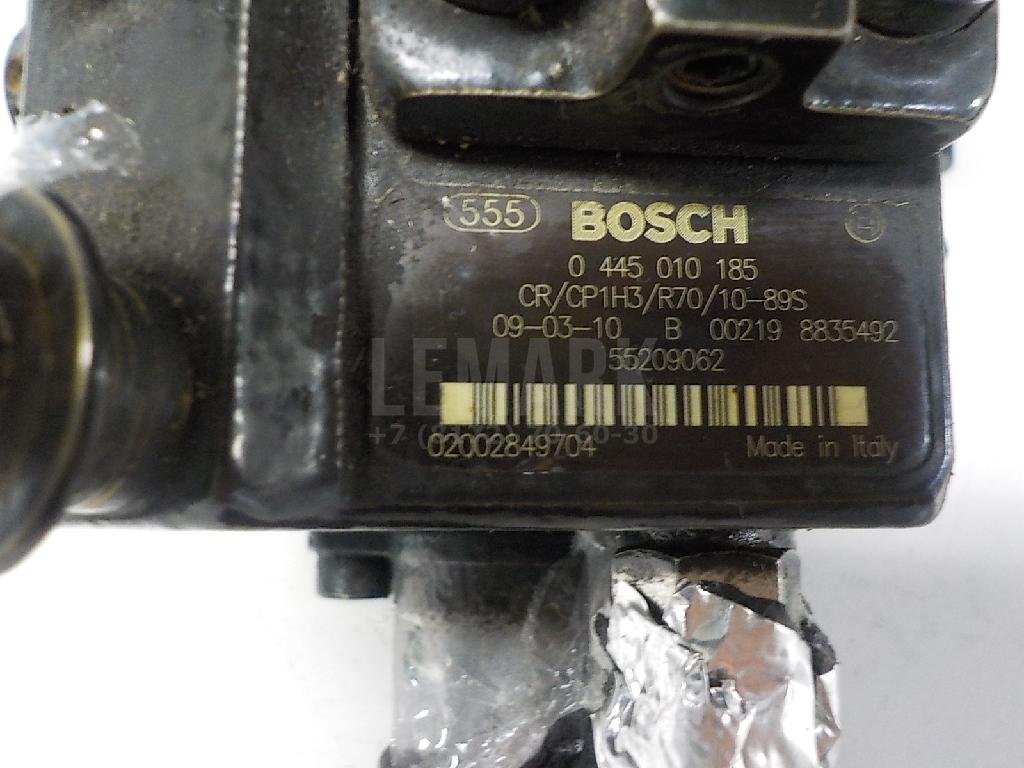 555 BOSCH H
0 445 010 185
CR/CP1H3/R70/10-89S
09-03-10 B 00219 8835492
55209062
LEMARK
02002849704 Made in Italy